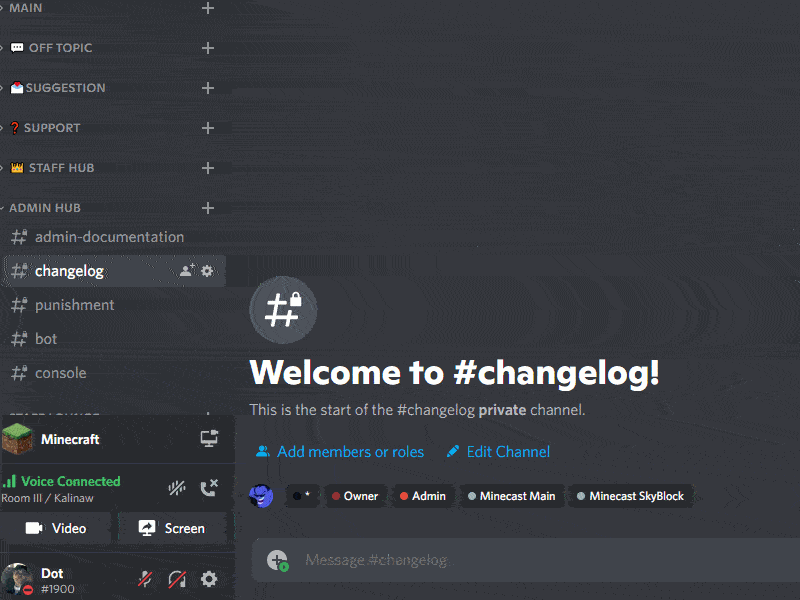 MAIN
OFF TOPIC
SUGGESTION
SUPPORT
STAFF HUB
ADMIN HUB
admin-documentation
changelog
punishment
bot
console
Minecraft
Voice Connected
Room III / Kalinaw
Video
Screen
Dot
#1900
Welcome to #changelog!
This is the start of the #changelog private channel.
Add members or roles
Edit Channel
*
Owner
Admin
Minecast Main
Minecast SkyBlock
Message #changelog